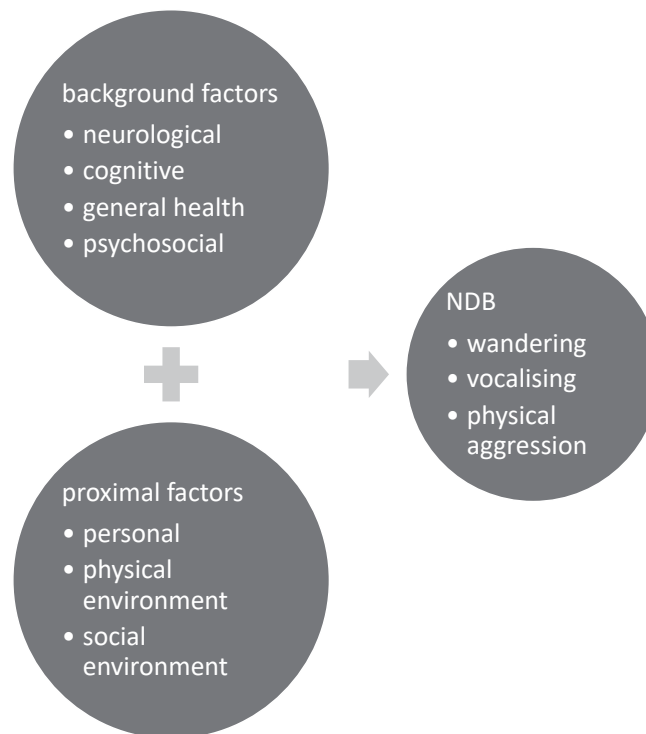 background factors
• neurological
• cognitive
• general health
• psychosocial
proximal factors
• personal
• physical
environment
• social
environment
NDB
• wandering
• vocalising
• physical
aggression